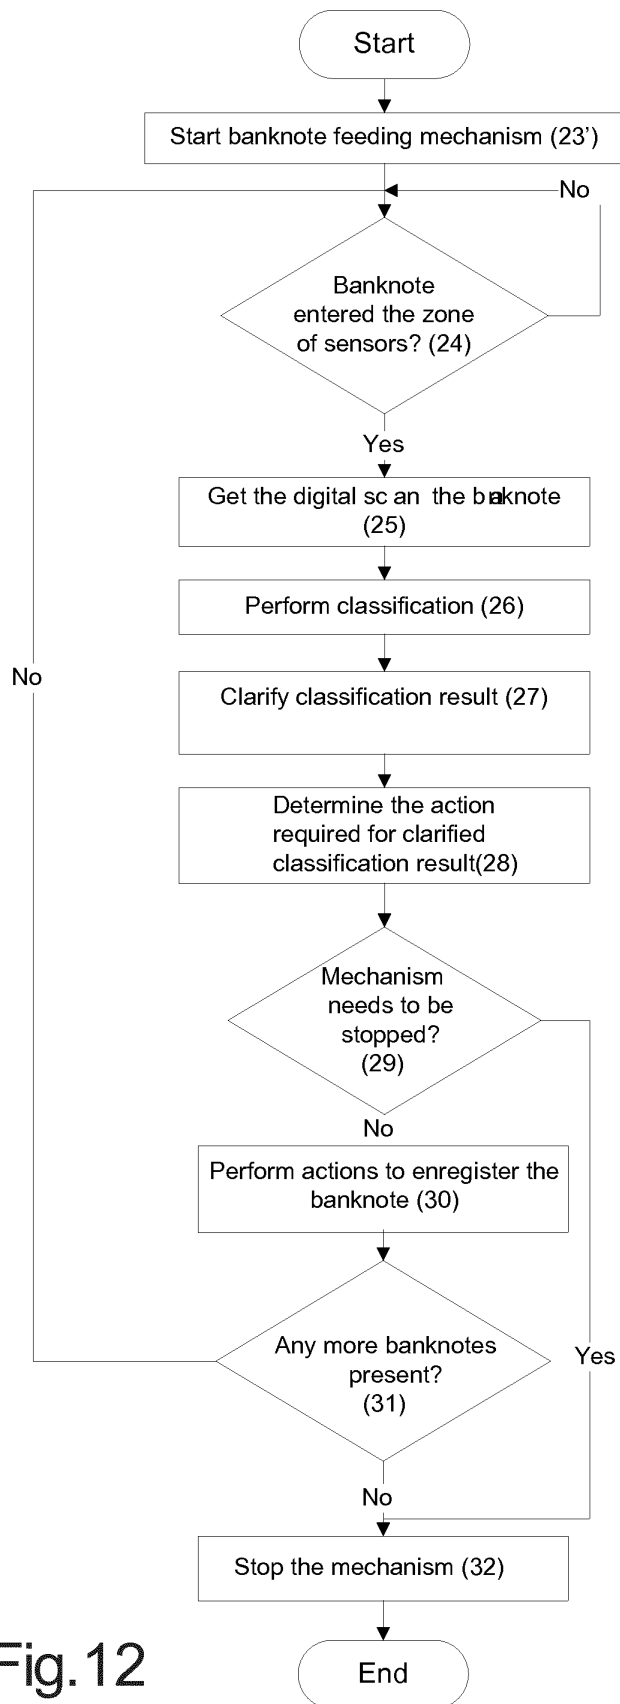 Start
Start banknote feeding mechanism (23’)
No
Banknote
entered the zone
of sensors? (24)
Yes
Get the digital sc an the banknote
(25)
Perform classification (26)
No
Clarify classification result (27)
Determine the action
required for clarified
classification result(28)
Mechanism
needs to be
stopped?
(29)
No
Perform actions to enregister the
banknote (30)
Any more banknotes
present?
(31)
Yes
No
Stop the mechanism (32)
End
Fig.12